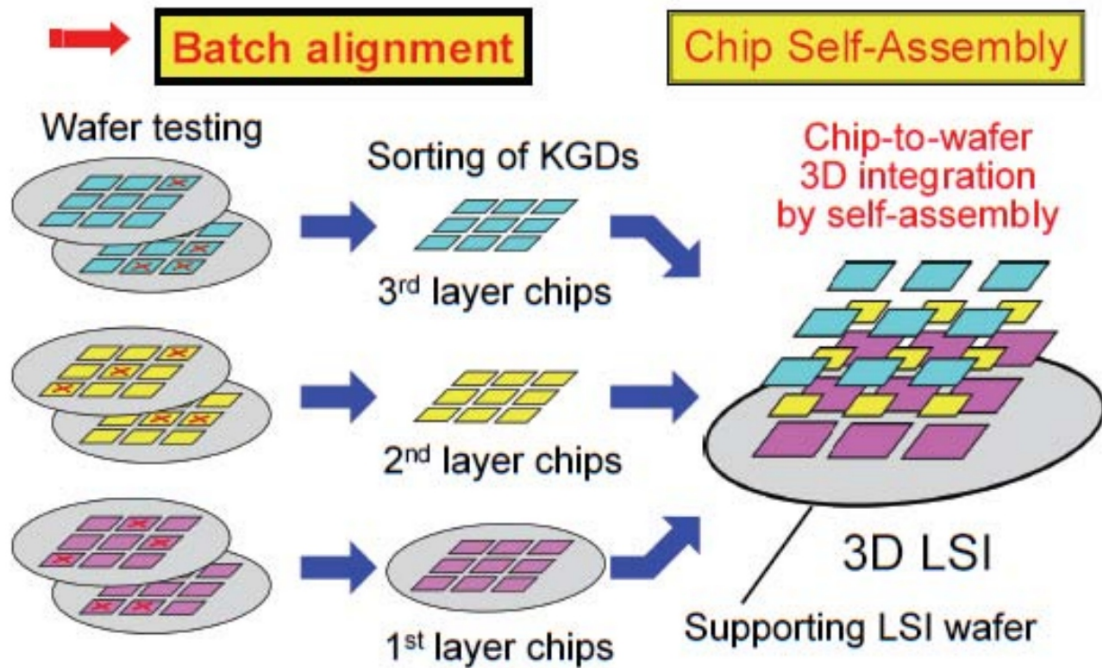 Batch alignment
Chip Self-Assembly
Wafer testing
Sorting of KGDs
Chip-to-wafer
3D integration
by self-assembly
3rd layer chips
2nd layer chips
1st layer chips
3D LSI
Supporting LSI wafer